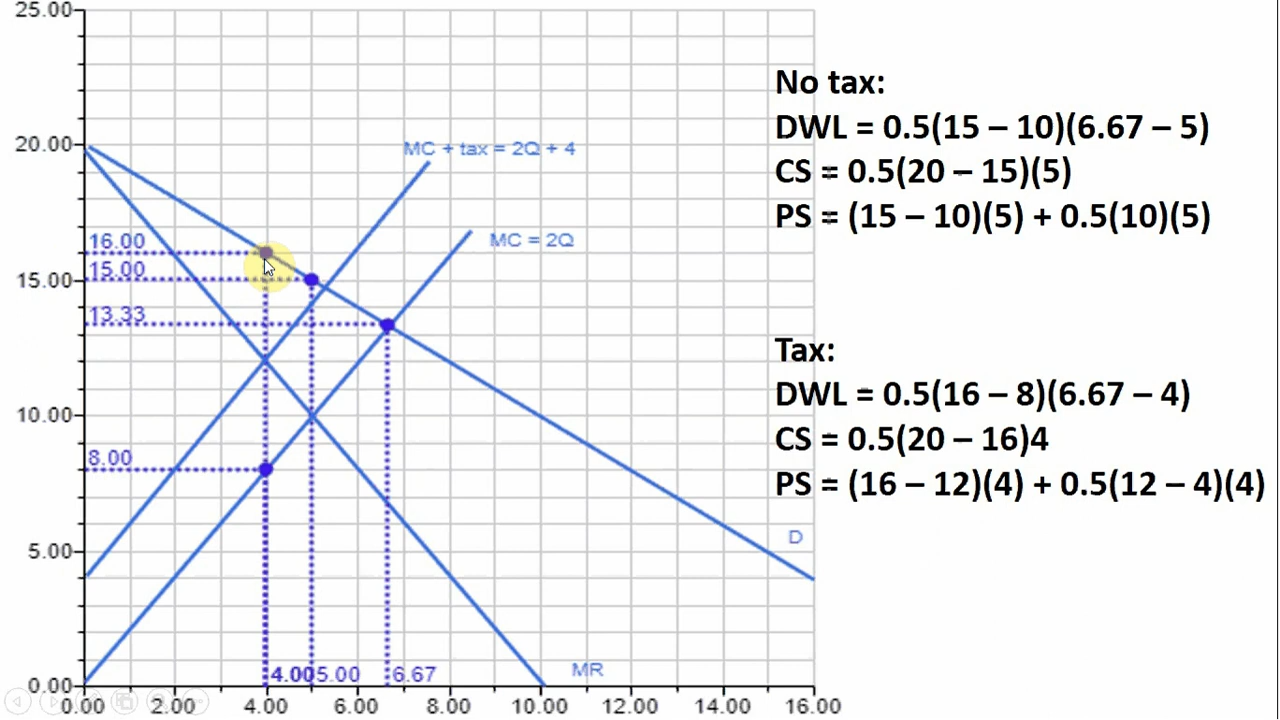 25.00
20.00
15.00
10.00
5.00
0.00
MC + tax = 2Q + 4
MC = 2Q
16.00
15.00
13.33
8.00
D
MR
4.00
5.00
6.67
0.00 2.00 4.00 6.00 8.00 10.00 12.00 14.00 16.00
No tax:
DWL = 0.5(15 – 10)(6.67 – 5)
CS = 0.5(20 – 15)(5)
PS = (15 – 10)(5) + 0.5(10)(5)
Tax:
DWL = 0.5(16 – 8)(6.67 – 4)
CS = 0.5(20 – 16)4
PS = (16 – 12)(4) + 0.5(12 – 4)(4)